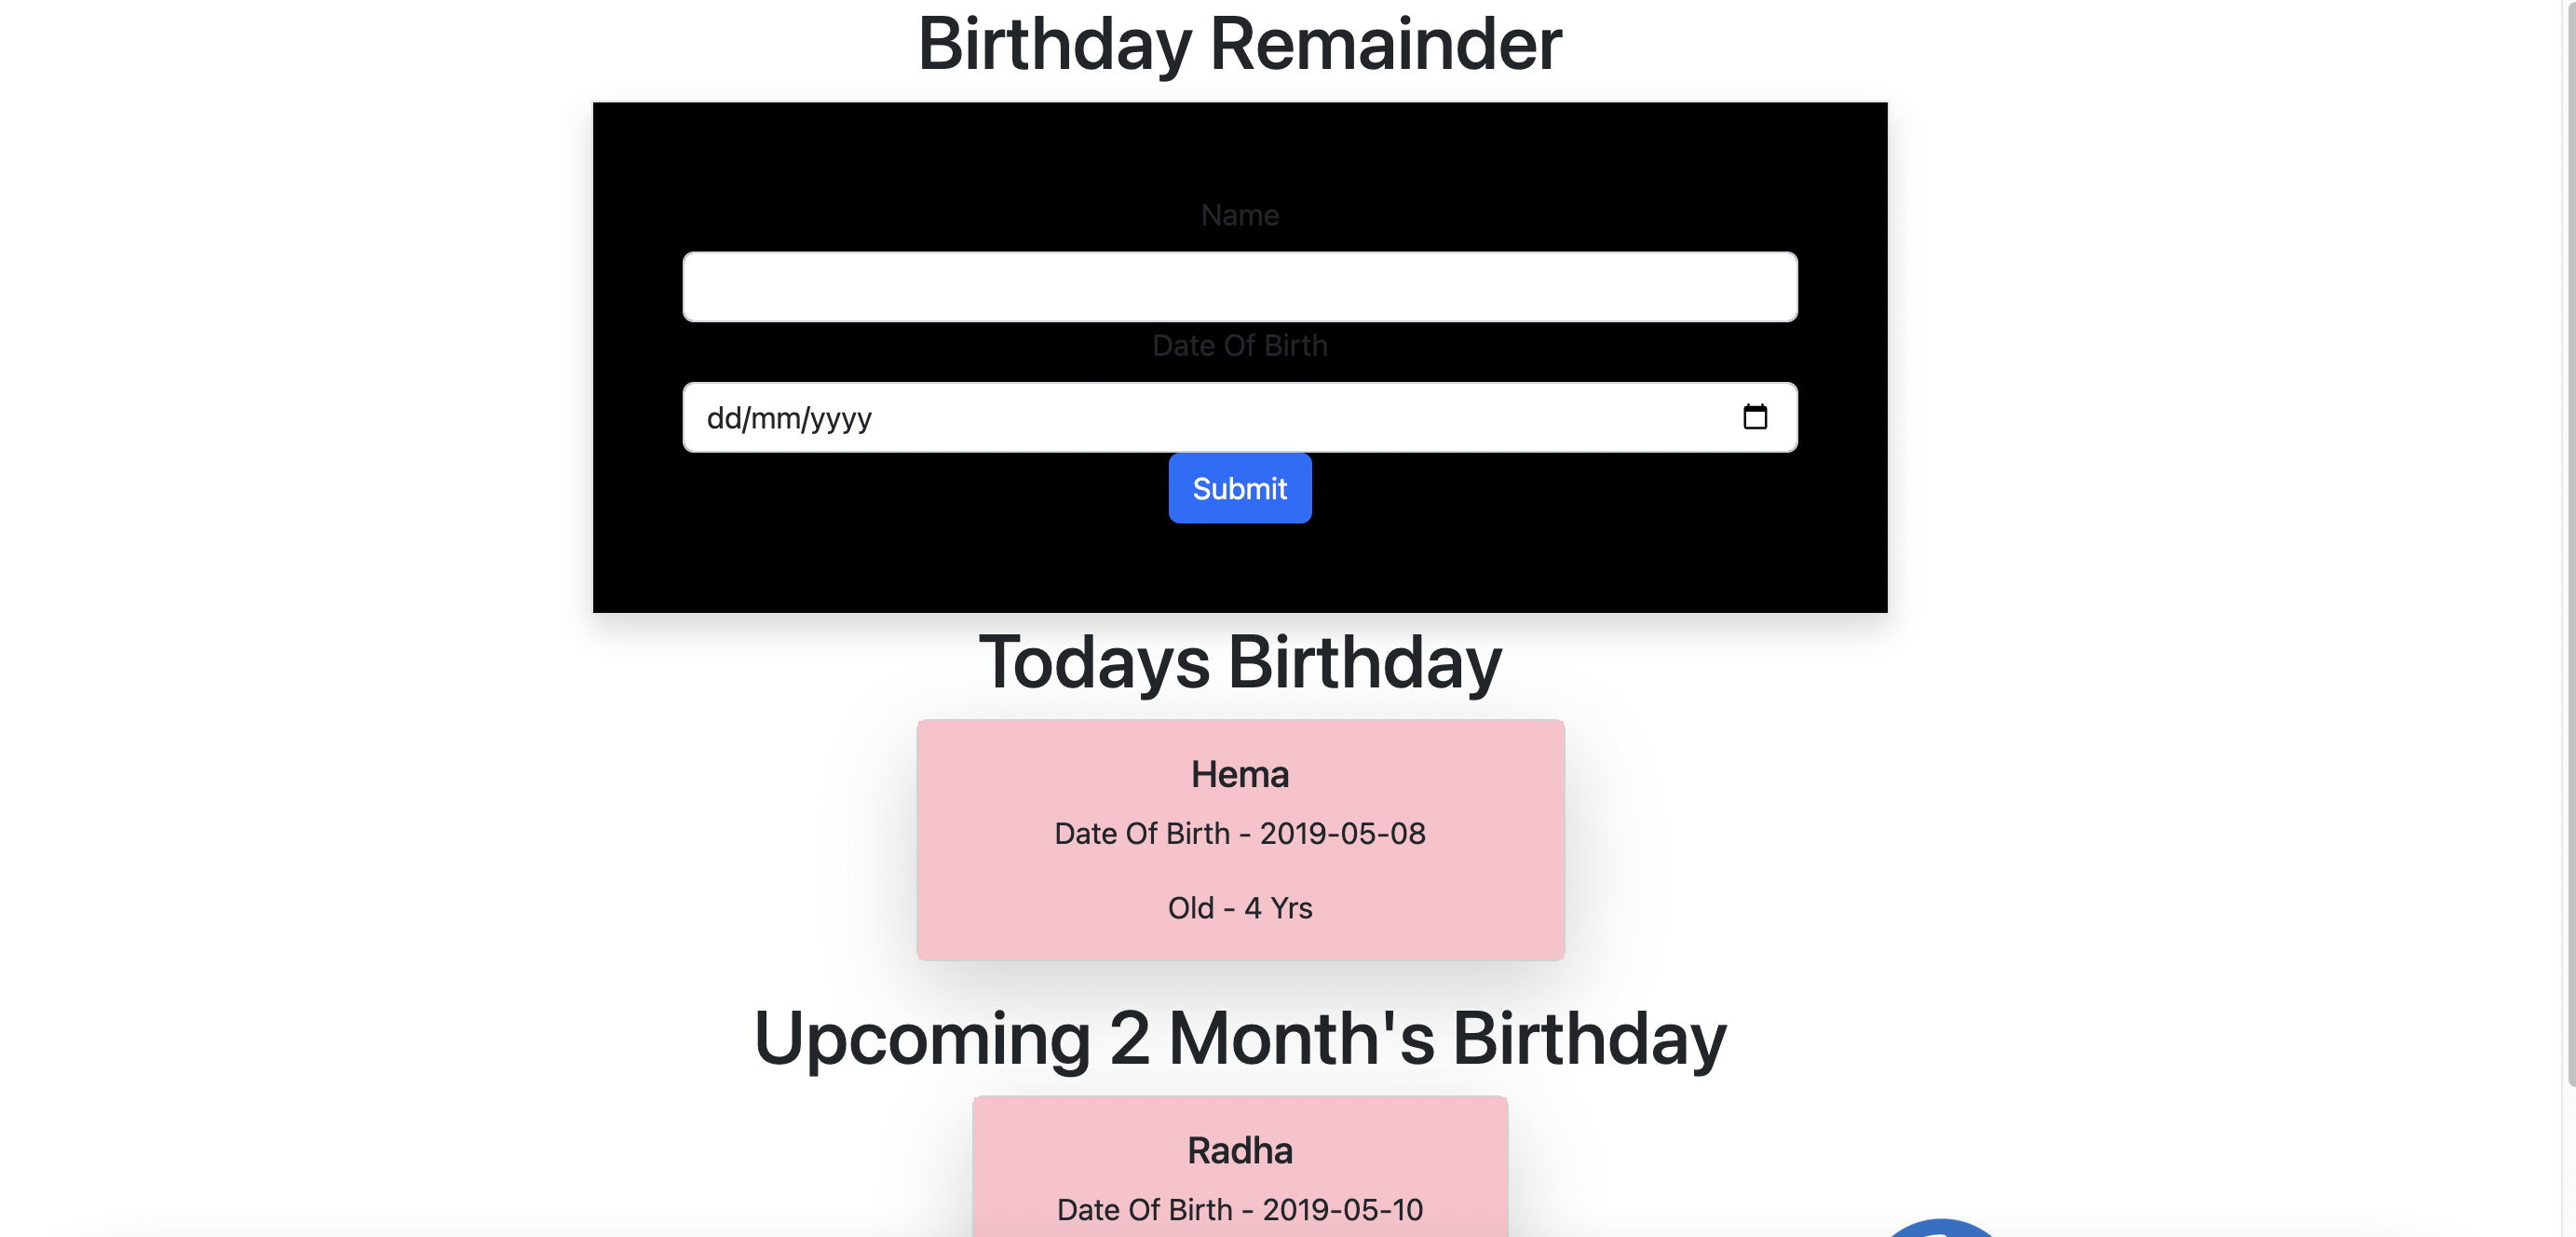 Birthday Remainder
Name
Date Of Birth
dd/mm/yyyy
Submit
Todays Birthday
Hema
Date Of Birth - 2019-05-08
Old - 4 Yrs
Upcoming 2 Month's Birthday
Radha
Date Of Birth - 2019-05-10